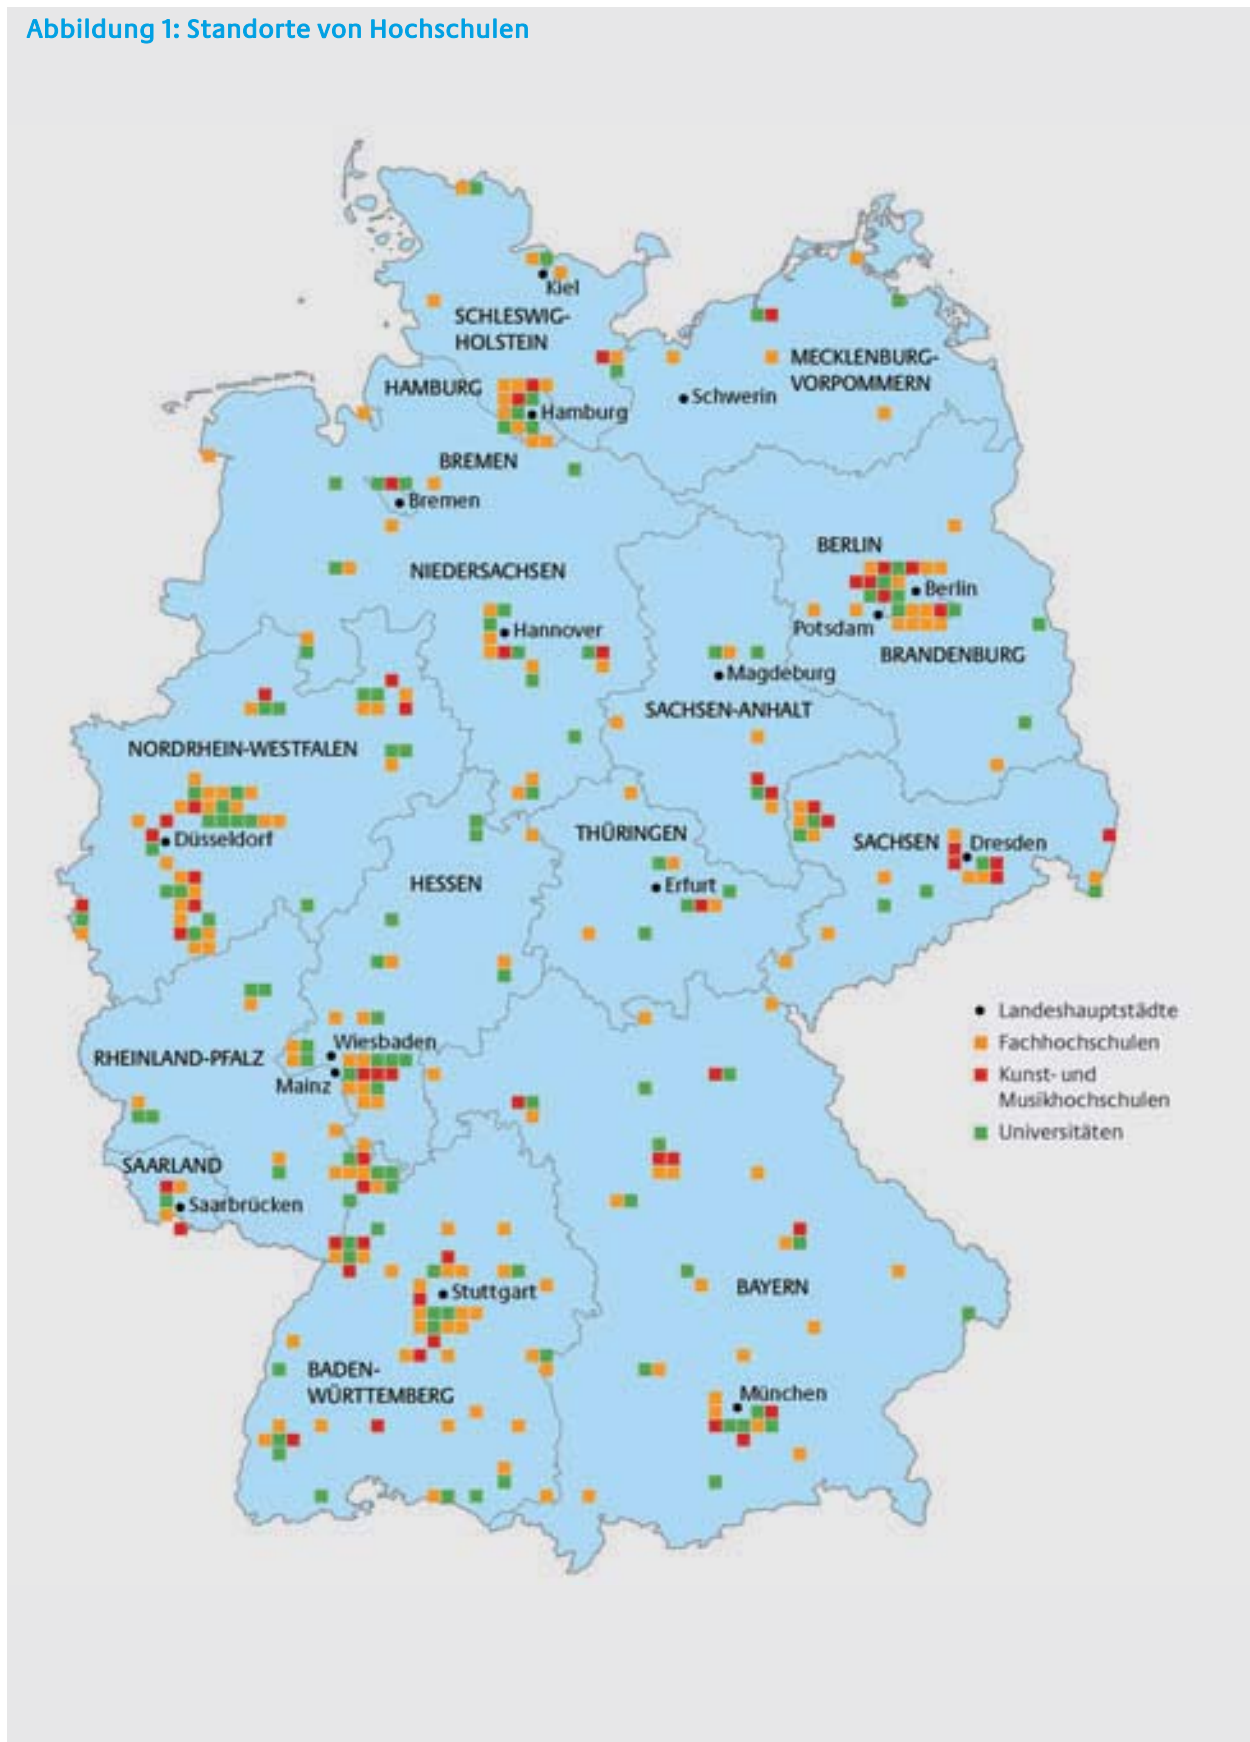 Abbildung 1: Standorte von Hochschulen
Kiel
SCHLESWIG-
HOLSTEIN
MECKLENBURG-
VORPOMMERN
HAMBURG
Schwerin
Hamburg
BREMEN
Bremen
BERLIN
NIEDERSACHSEN
Berlin
Hannover
Potsdam
BRANDENBURG
Magdeburg
SACHSEN-ANHALT
NORDRHEIN-WESTFALEN
THÜRINGEN
Düsseldorf
SACHSEN
Dresden
HESSEN
Erfurt
Landeshauptstädte
Fachhochschulen
Kunst- und
Musikhochschulen
Universitäten
Wiesbaden
RHEINLAND-PFALZ
Mainz
SAARLAND
Saarbrücken
BAYERN
Stuttgart
BADEN-
WÜRTTEMBERG
München